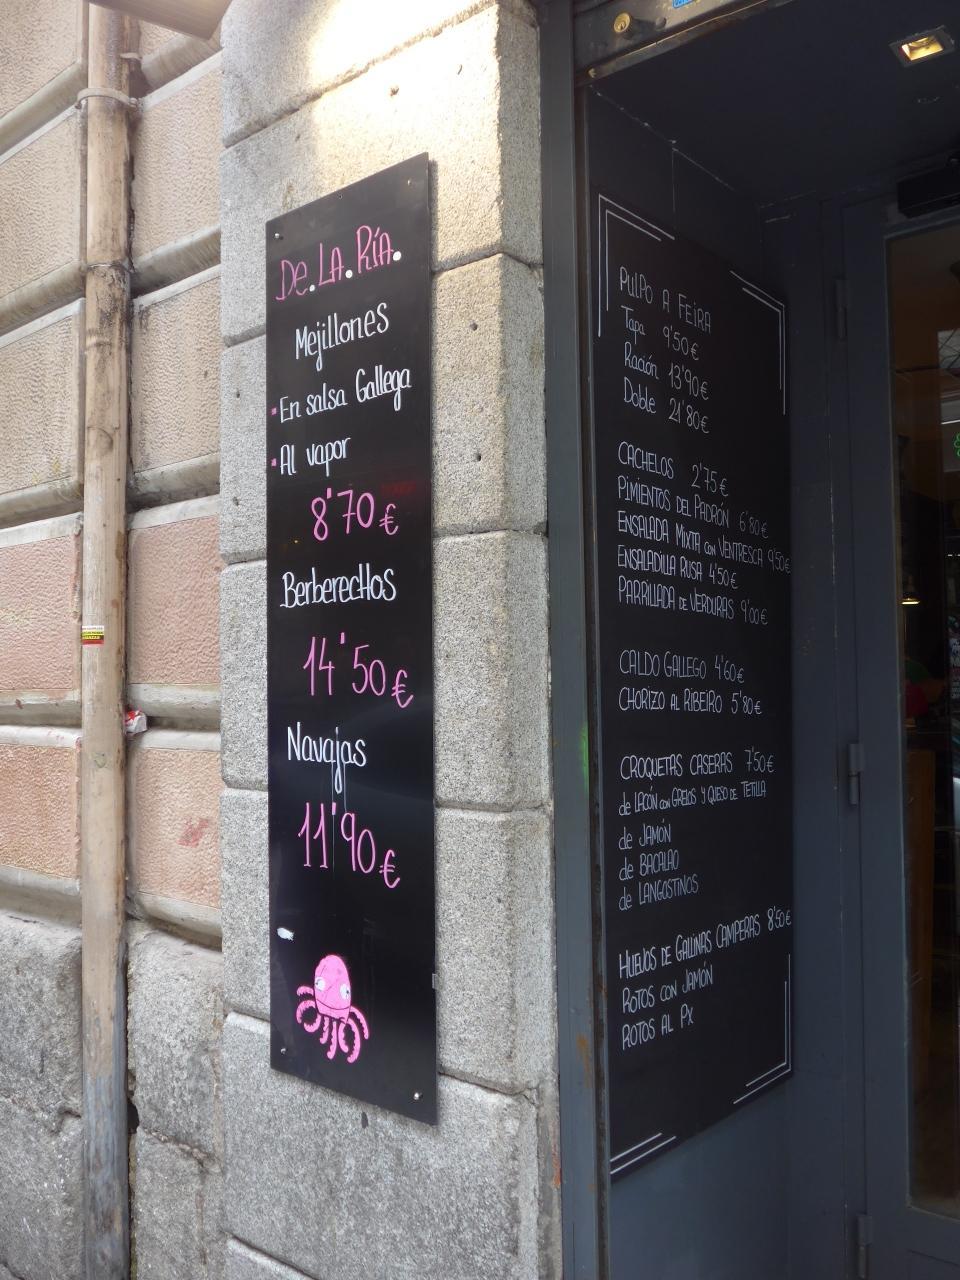 De.LA.RíA.
Mejillones
En salsa Gallega
Al vapor
8'70€
Berberechos
14'50€
Navajas
11'90€
PULPO A FEIRA
Tapa 9'50€
Ración 13'90€
Doble 21'80€
CACHELOS 2'75€
PIMIENTOS DEL PADRÓN 6'80€
ENSALADA MIXTA con VENTRESCA 9'50€
ENSALADILLA RUSA 4'50€
PARRILLADA DE VERDURAS 9'00€
CALDO GALLEGO 4'60€
CHORIZO AL RIBEIRO 5'80€
CROQUETAS CASERAS 7'50€
de LACÓN con GRELOS Y QUESO DE TETILLA
de JAMÓN
de BACALAO
de LANGOSTINOS
HUEVOS DE GALLINAS CAMPERAS 8'50€
ROTOS CON JAMÓN
ROTOS AL PX